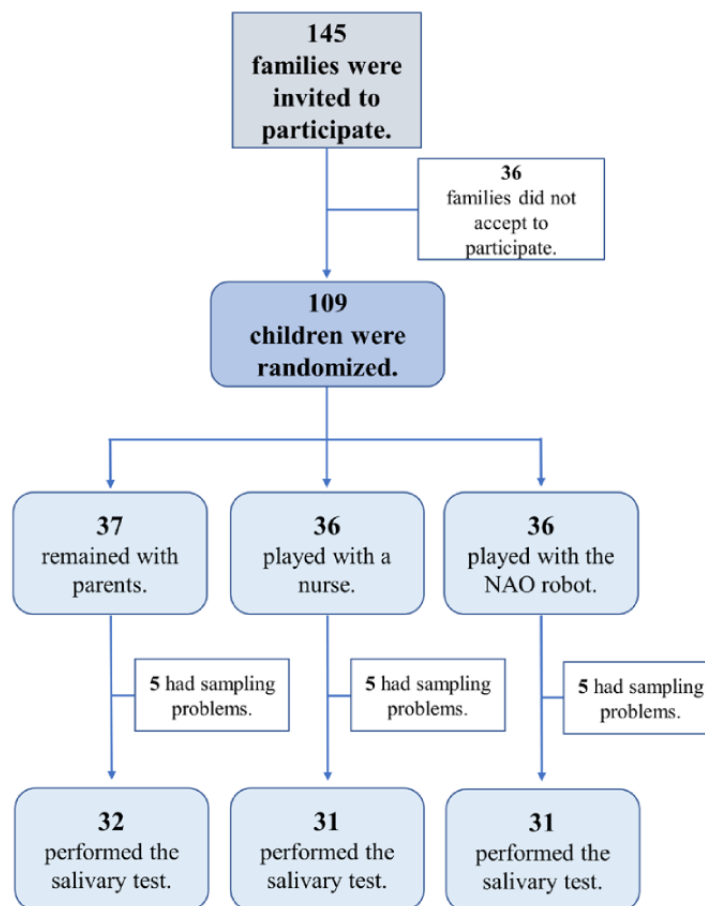 145
families were
invited to
participate.
36
families did not
accept to
participate.
109
children were
randomized.
37
remained with
parents.
36
played with a
nurse.
36
played with the
NAO robot.
5 had sampling
problems.
5 had sampling
problems.
5 had sampling
problems.
32
performed the
salivary test.
31
performed the
salivary test.
31
performed the
salivary test.